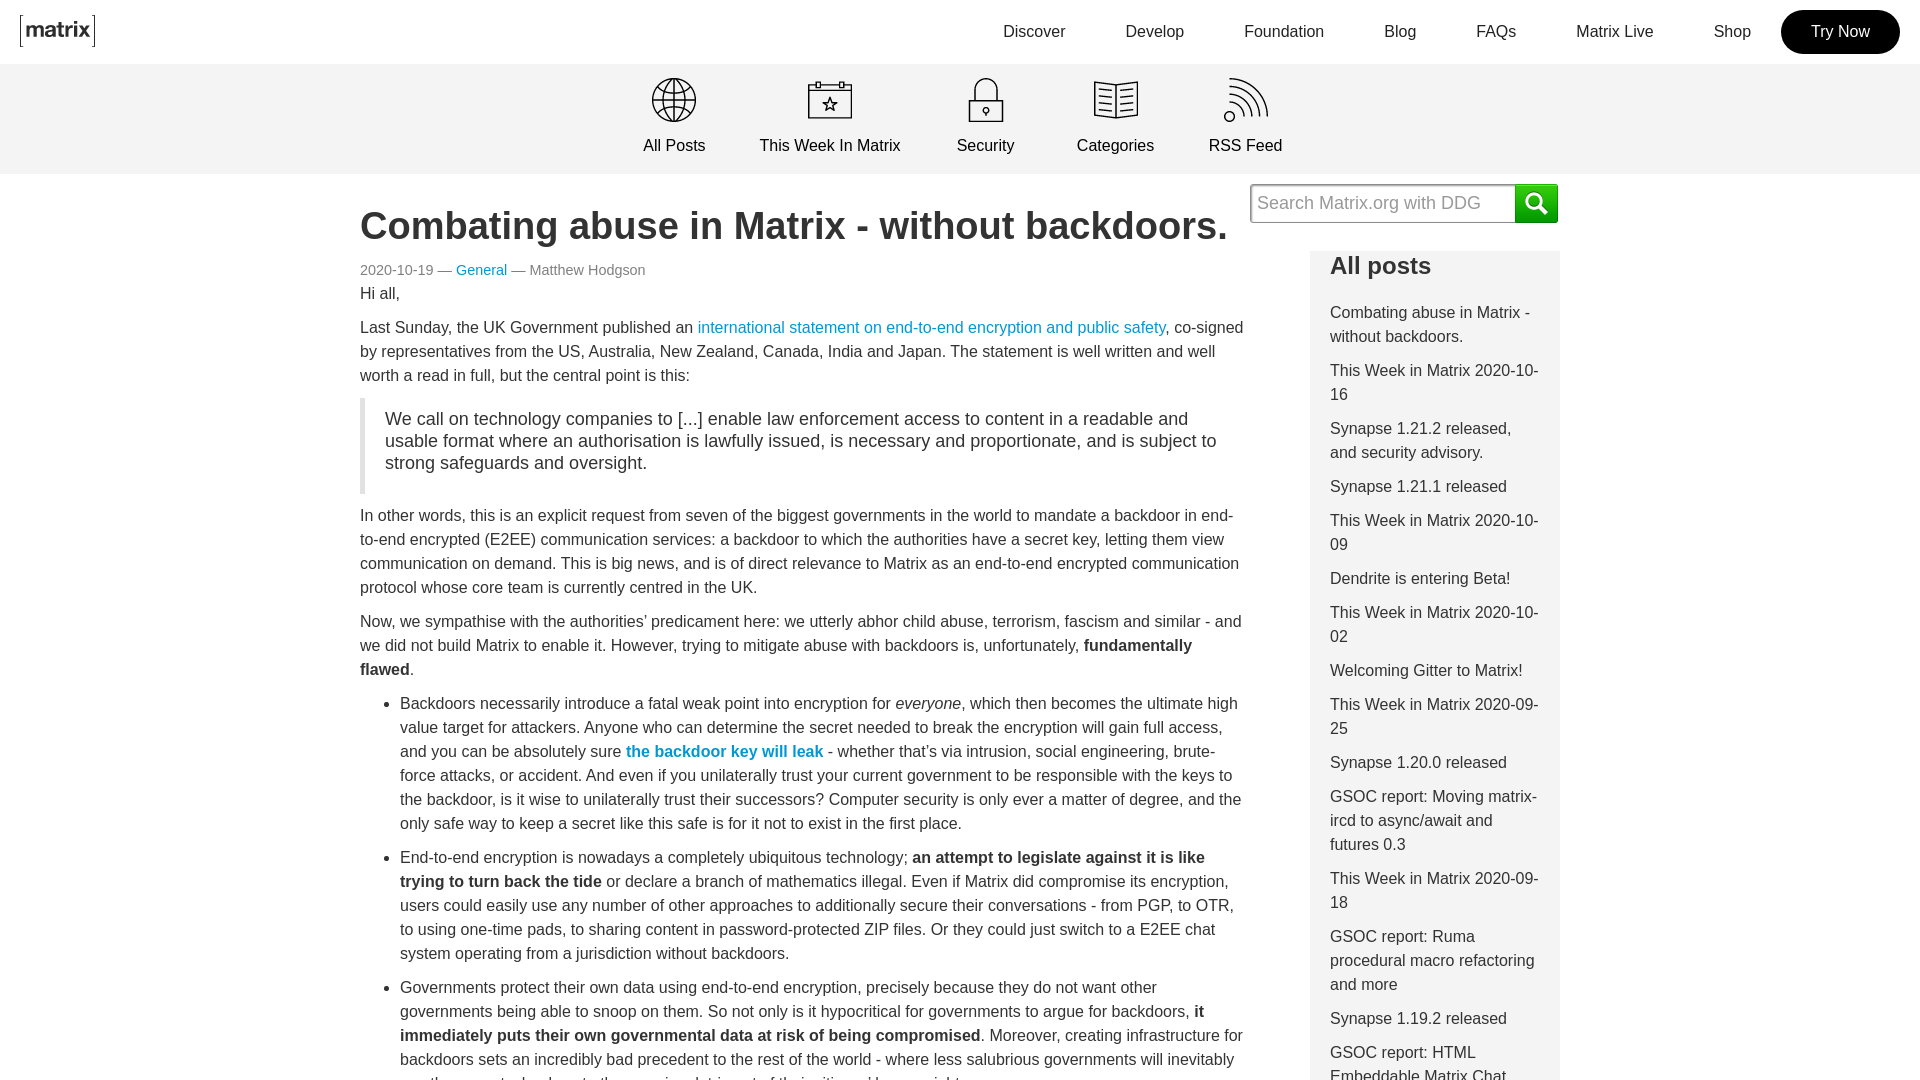 [matrix]
Discover
Develop
Foundation
Blog
FAQs
Matrix Live
Shop
Try Now
All Posts
This Week In Matrix
Security
Categories
RSS Feed
Search Matrix.org with DDG
Combating abuse in Matrix - without backdoors.
2020-10-19 — General — Matthew Hodgson
Hi all,
Last Sunday, the UK Government published an international statement on end-to-end encryption and public safety, co-signed
by representatives from the US, Australia, New Zealand, Canada, India and Japan. The statement is well written and well
worth a read in full, but the central point is this:
We call on technology companies to [...] enable law enforcement access to content in a readable and
usable format where an authorisation is lawfully issued, is necessary and proportionate, and is subject to
strong safeguards and oversight.
In other words, this is an explicit request from seven of the biggest governments in the world to mandate a backdoor in end-
to-end encrypted (E2EE) communication services: a backdoor to which the authorities have a secret key, letting them view
communication on demand. This is big news, and is of direct relevance to Matrix as an end-to-end encrypted communication
protocol whose core team is currently centred in the UK.
Now, we sympathise with the authorities’ predicament here: we utterly abhor child abuse, terrorism, fascism and similar - and
we did not build Matrix to enable it. However, trying to mitigate abuse with backdoors is, unfortunately, fundamentally
flawed.
• Backdoors necessarily introduce a fatal weak point into encryption for everyone, which then becomes the ultimate high
value target for attackers. Anyone who can determine the secret needed to break the encryption will gain full access,
and you can be absolutely sure the backdoor key will leak - whether that’s via intrusion, social engineering, brute-
force attacks, or accident. And even if you unilaterally trust your current government to be responsible with the keys to
the backdoor, is it wise to unilaterally trust their successors? Computer security is only ever a matter of degree, and the
only safe way to keep a secret like this safe is for it not to exist in the first place.
• End-to-end encryption is nowadays a completely ubiquitous technology; an attempt to legislate against it is like
trying to turn back the tide or declare a branch of mathematics illegal. Even if Matrix did compromise its encryption,
users could easily use any number of other approaches to additionally secure their conversations - from PGP, to OTR,
to using one-time pads, to sharing content in password-protected ZIP files. Or they could just switch to a E2EE chat
system operating from a jurisdiction without backdoors.
• Governments protect their own data using end-to-end encryption, precisely because they do not want other
governments being able to snoop on them. So not only is it hypocritical for governments to argue for backdoors, it
immediately puts their own governmental data at risk of being compromised. Moreover, creating infrastructure for
backdoors sets an incredibly bad precedent to the rest of the world - where less salubrious governments will inevitably
All posts
Combating abuse in Matrix -
without backdoors.
This Week in Matrix 2020-10-
16
Synapse 1.21.2 released,
and security advisory.
Synapse 1.21.1 released
This Week in Matrix 2020-10-
09
Dendrite is entering Beta!
This Week in Matrix 2020-10-
02
Welcoming Gitter to Matrix!
This Week in Matrix 2020-09-
25
Synapse 1.20.0 released
GSOC report: Moving matrix-
ircd to async/await and
futures 0.3
This Week in Matrix 2020-09-
18
GSOC report: Ruma
procedural macro refactoring
and more
Synapse 1.19.2 released
GSOC report: HTML
Embeddable Matrix Chat